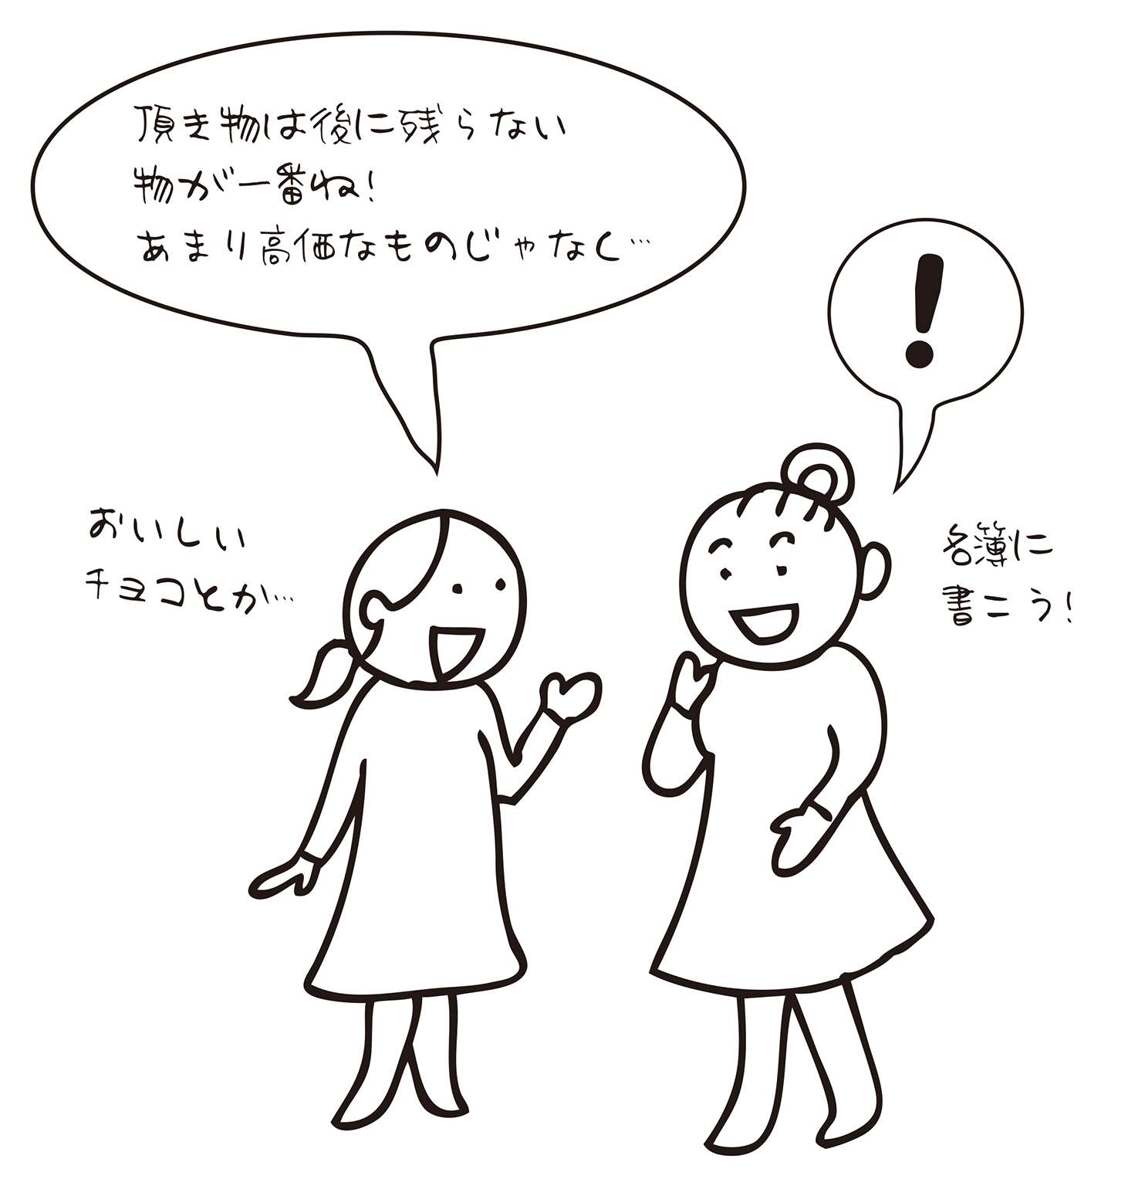 頂き物は後に残らない
物が一番ね!
あまり高価なものじゃなく…
!
おいしい
チョコとか…
名簿に
書こう!